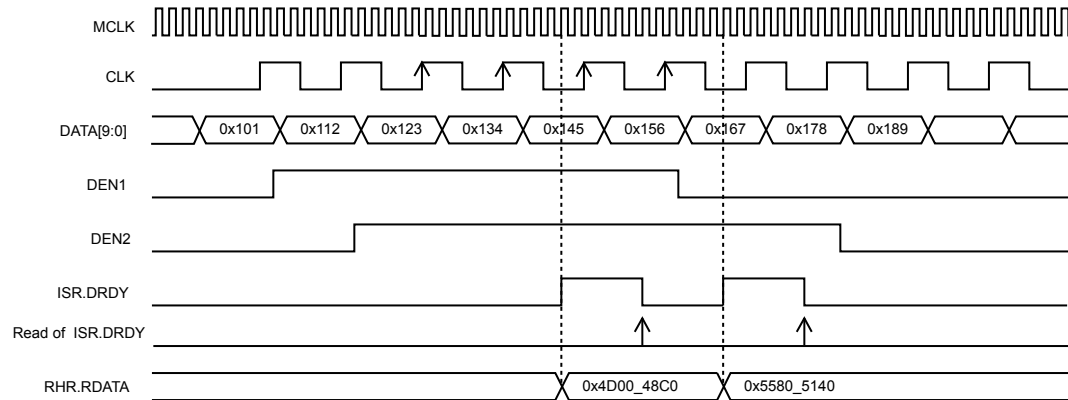 MCLK
CLK
DATA[9:0] 0x101 0x112 0x123 0x134 0x145 0x156 0x167 0x178 0x189
DEN1
DEN2
ISR.DRDY
Read of ISR.DRDY
RHR.RDATA 0x4D00_48C0 0x5580_5140